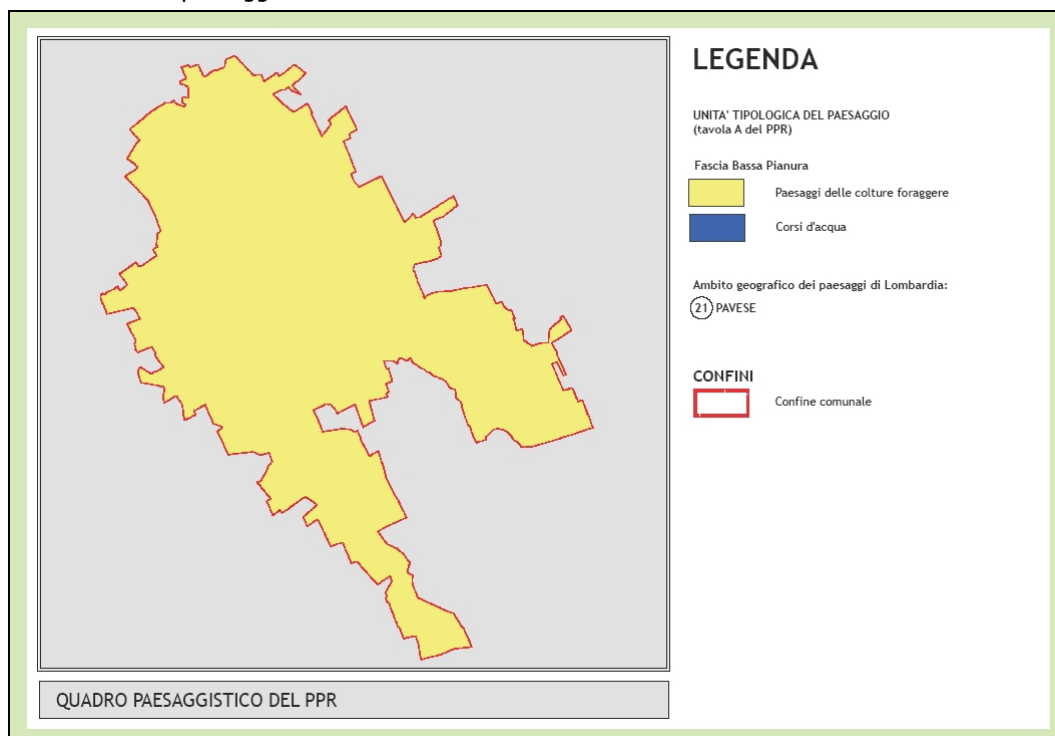 LEGENDA
UNITA' TIPOLOGICA DEL PAESAGGIO
(tavola A del PPR)
Fascia Bassa Pianura
Paesaggi delle colture foraggere
Corsi d'acqua
Ambito geografico dei paesaggi di Lombardia:
21 PAVESE
CONFINI
Confine comunale
QUADRO PAESAGGISTICO DEL PPR